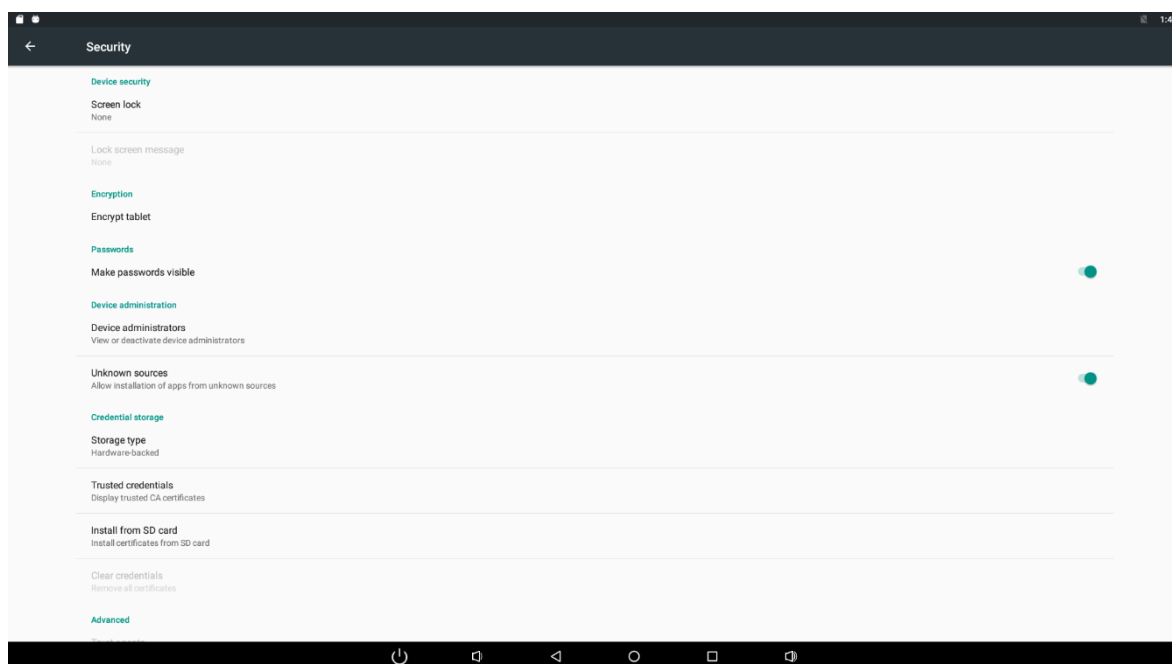 1:4
Security
Device security
Screen lock
None
Lock screen message
None
Encryption
Encrypt tablet
Passwords
Make passwords visible
Device administration
Device administrators
View or deactivate device administrators
Unknown sources
Allow installation of apps from unknown sources
Credential storage
Storage type
Hardware-backed
Trusted credentials
Display trusted CA certificates
Install from SD card
Install certificates from SD card
Clear credentials
Remove all certificates
Advanced